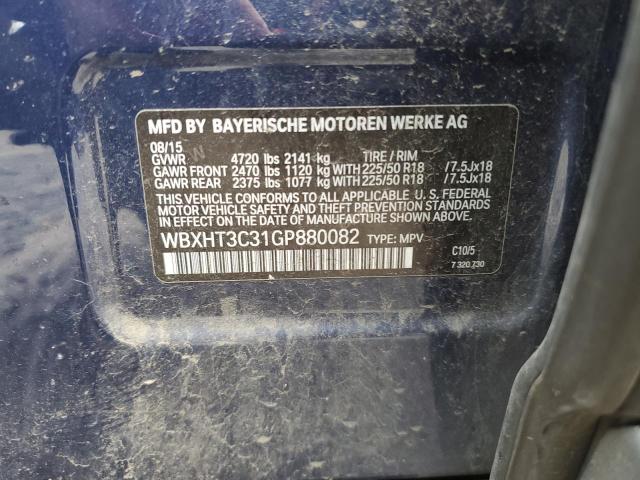 MFD BY BAYERISCHE MOTOREN WERKE AG
08/15
GVWR 4720 lbs 2141 kg TIRE / RIM
GAWR FRONT 2470 lbs 1120 kg WITH 225/50 R18 /7.5Jx18
GAWR REAR 2375 lbs 1077 kg WITH 225/50 R18 /7.5Jx18
THIS VEHICLE CONFORMS TO ALL APPLICABLE U. S. FEDERAL
MOTOR VEHICLE SAFETY, BUMPER, AND THEFT PREVENTION
STANDARDS IN EFFECT ON THE DATE OF MANUFACTURE SHOWN ABOVE.
WBXHT3C31GP880082 TYPE: MPV
C10/5
7 320 730